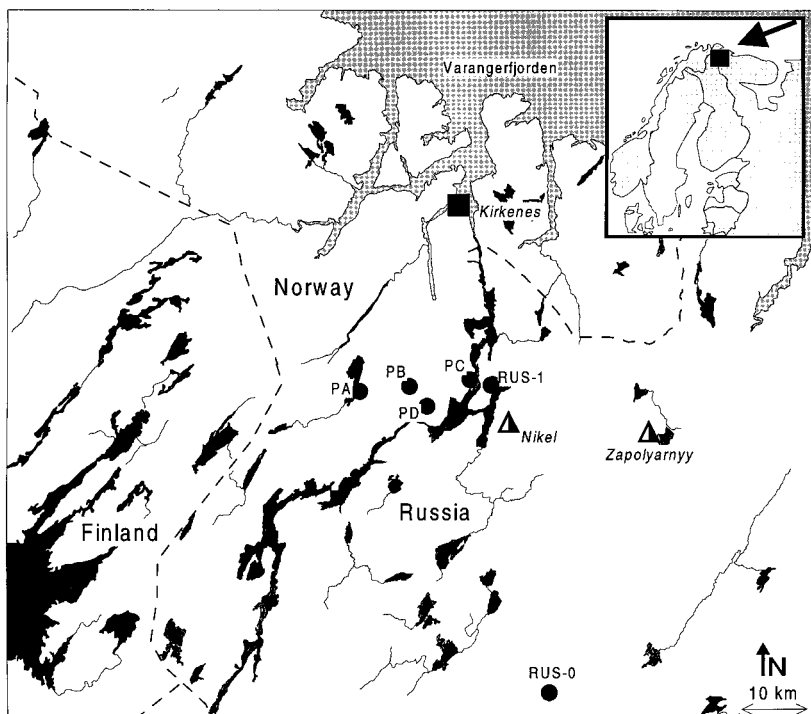 Varangerfjorden
Kirkenes
Norway
PA
PB
PC
RUS-1
PD
Nikel
Zapolyarnyy
Finland
Russia
RUS-0
N
10 km